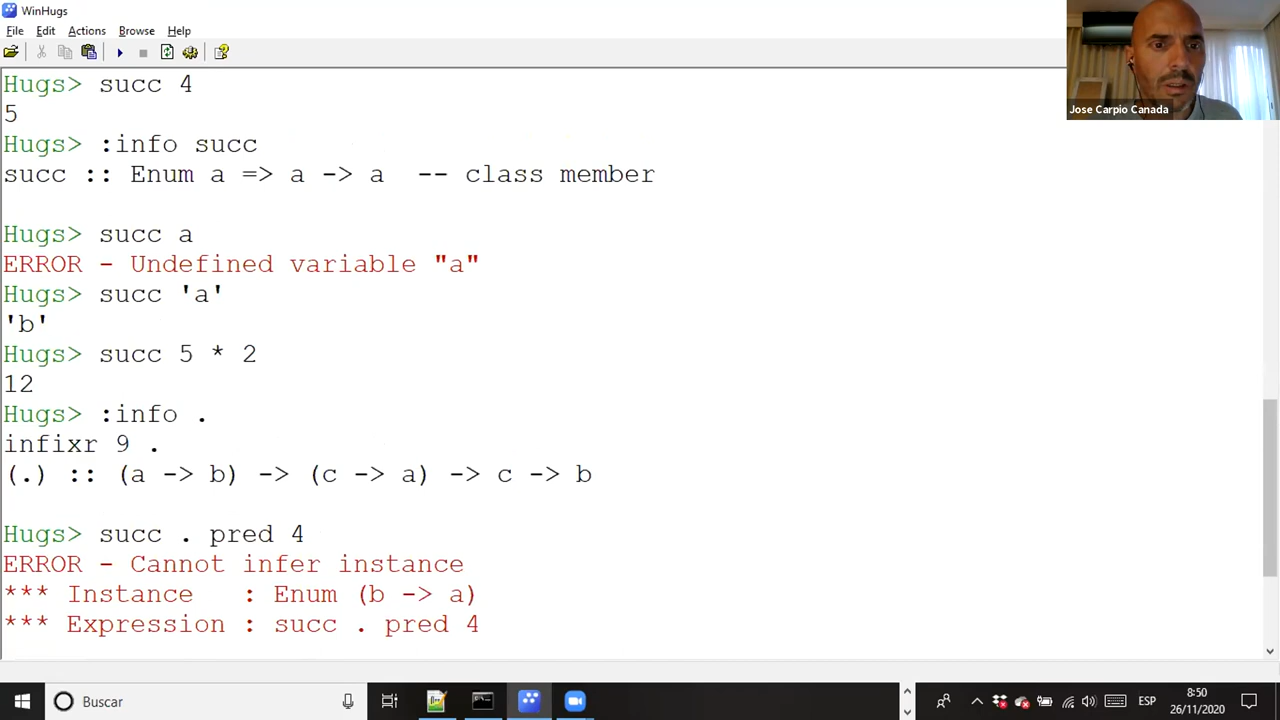 WinHugs
File Edit Actions Browse Help
Hugs> succ 4
5
Hugs> :info succ
succ :: Enum a => a -> a  -- class member
Hugs> succ a
ERROR - Undefined variable "a"
Hugs> succ 'a'
'b'
Hugs> succ 5 * 2
12
Hugs> :info .
infixr 9 .
(.) :: (a -> b) -> (c -> a) -> c -> b
Hugs> succ . pred 4
ERROR - Cannot infer instance
*** Instance   : Enum (b -> a)
*** Expression : succ . pred 4
Jose Carpio Canada
Buscar
ESP
8:50
26/11/2020